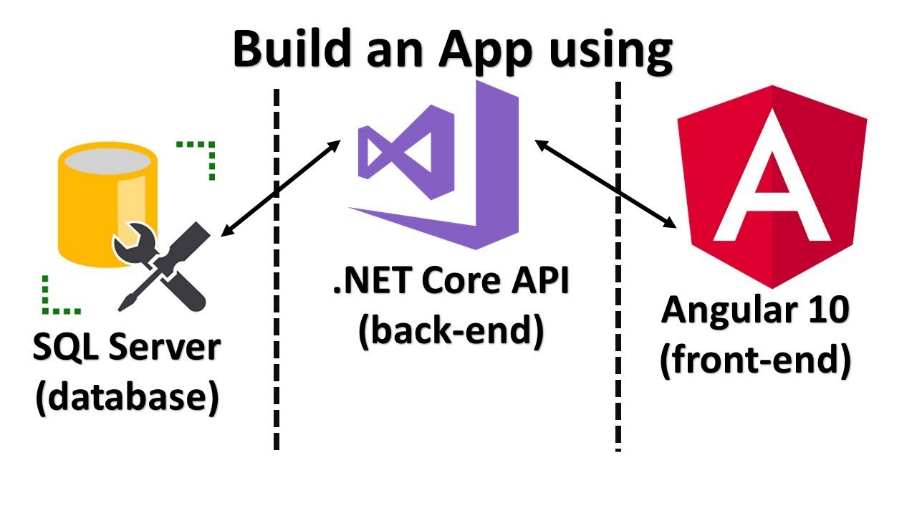 Build an App using
SQL Server
(database)
.NET Core API
(back-end)
Angular 10
(front-end)